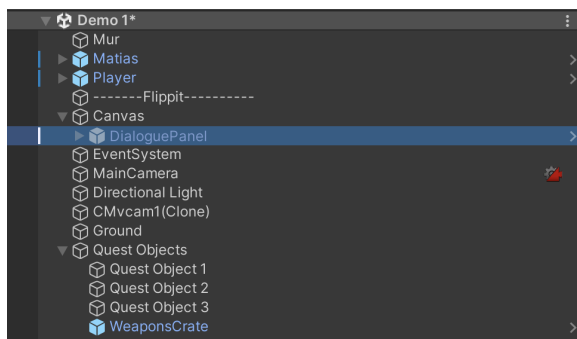 Demo 1*
Mur
Matias
Player
-------Flippit----------
Canvas
DialoguePanel
EventSystem
MainCamera
Directional Light
CMvcam1(Clone)
Ground
Quest Objects
Quest Object 1
Quest Object 2
Quest Object 3
WeaponsCrate